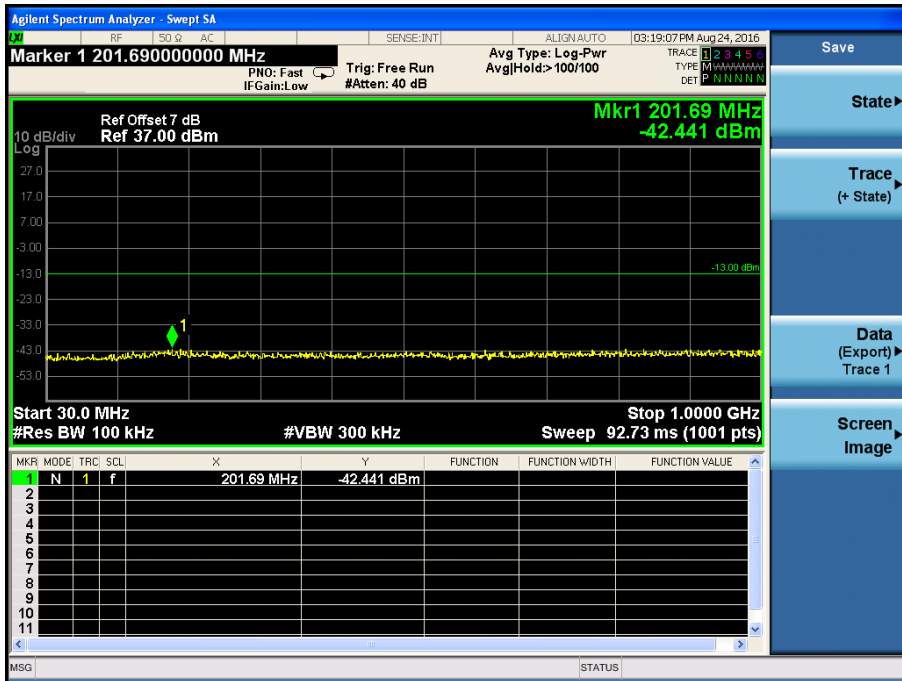 Agilent Spectrum Analyzer - Swept SA
LXI RF 50 Ω AC SENSE:INT ALIGNAUTO 03:19:07 PM Aug 24, 2016
Marker 1 201.690000000 MHz
PNO: Fast
IFGain:Low
Trig: Free Run
#Atten: 40 dB
Avg Type: Log-Pwr
Avg|Hold:>100/100
TRACE 1 2 3 4 5 6
TYPE M
DET P N N N N N
Mkr1 201.69 MHz
-42.441 dBm
Ref Offset 7 dB
10 dB/div Ref 37.00 dBm
Log
27.0
17.0
7.00
-3.00
-13.0
-13.00 dBm
-23.0
-33.0
1
-43.0
-53.0
Start 30.0 MHz Stop 1.0000 GHz
#Res BW 100 kHz #VBW 300 kHz Sweep 92.73 ms (1001 pts)
MKR MODE TRC SCL X Y FUNCTION FUNCTION WIDTH FUNCTION VALUE
1 N 1 f 201.69 MHz -42.441 dBm
2
3
4
5
6
7
8
9
10
11
MSG STATUS
Save
State
Trace
(+ State)
Data
(Export)
Trace 1
Screen
Image